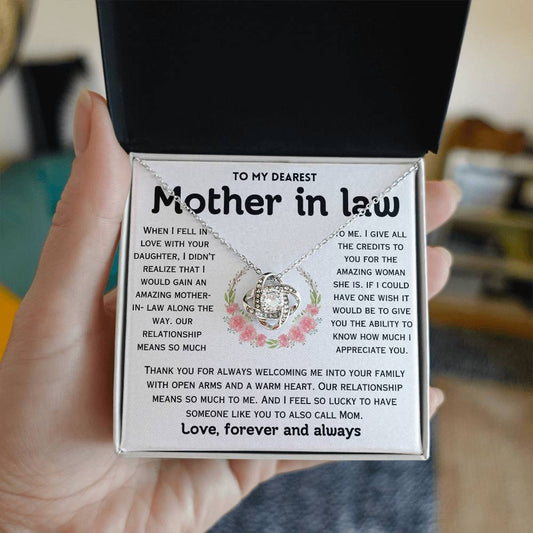 TO MY DEAREST
Mother in law
WHEN I FELL IN
LOVE WITH YOUR
DAUGHTER, I DIDN'T
REALIZE THAT I
WOULD GAIN AN
AMAZING MOTHER-
IN- LAW ALONG THE
WAY. OUR
RELATIONSHIP
MEANS SO MUCH
TO ME. I GIVE ALL
THE CREDITS TO
YOU FOR THE
AMAZING WOMAN
SHE IS. IF I COULD
HAVE ONE WISH IT
WOULD BE TO GIVE
YOU THE ABILITY TO
KNOW HOW MUCH I
APPRECIATE YOU.
THANK YOU FOR ALWAYS WELCOMING ME INTO YOUR FAMILY
WITH OPEN ARMS AND A WARM HEART. OUR RELATIONSHIP
MEANS SO MUCH TO ME. AND I FEEL SO LUCKY TO HAVE
SOMEONE LIKE YOU TO ALSO CALL MOM.
Love, forever and always